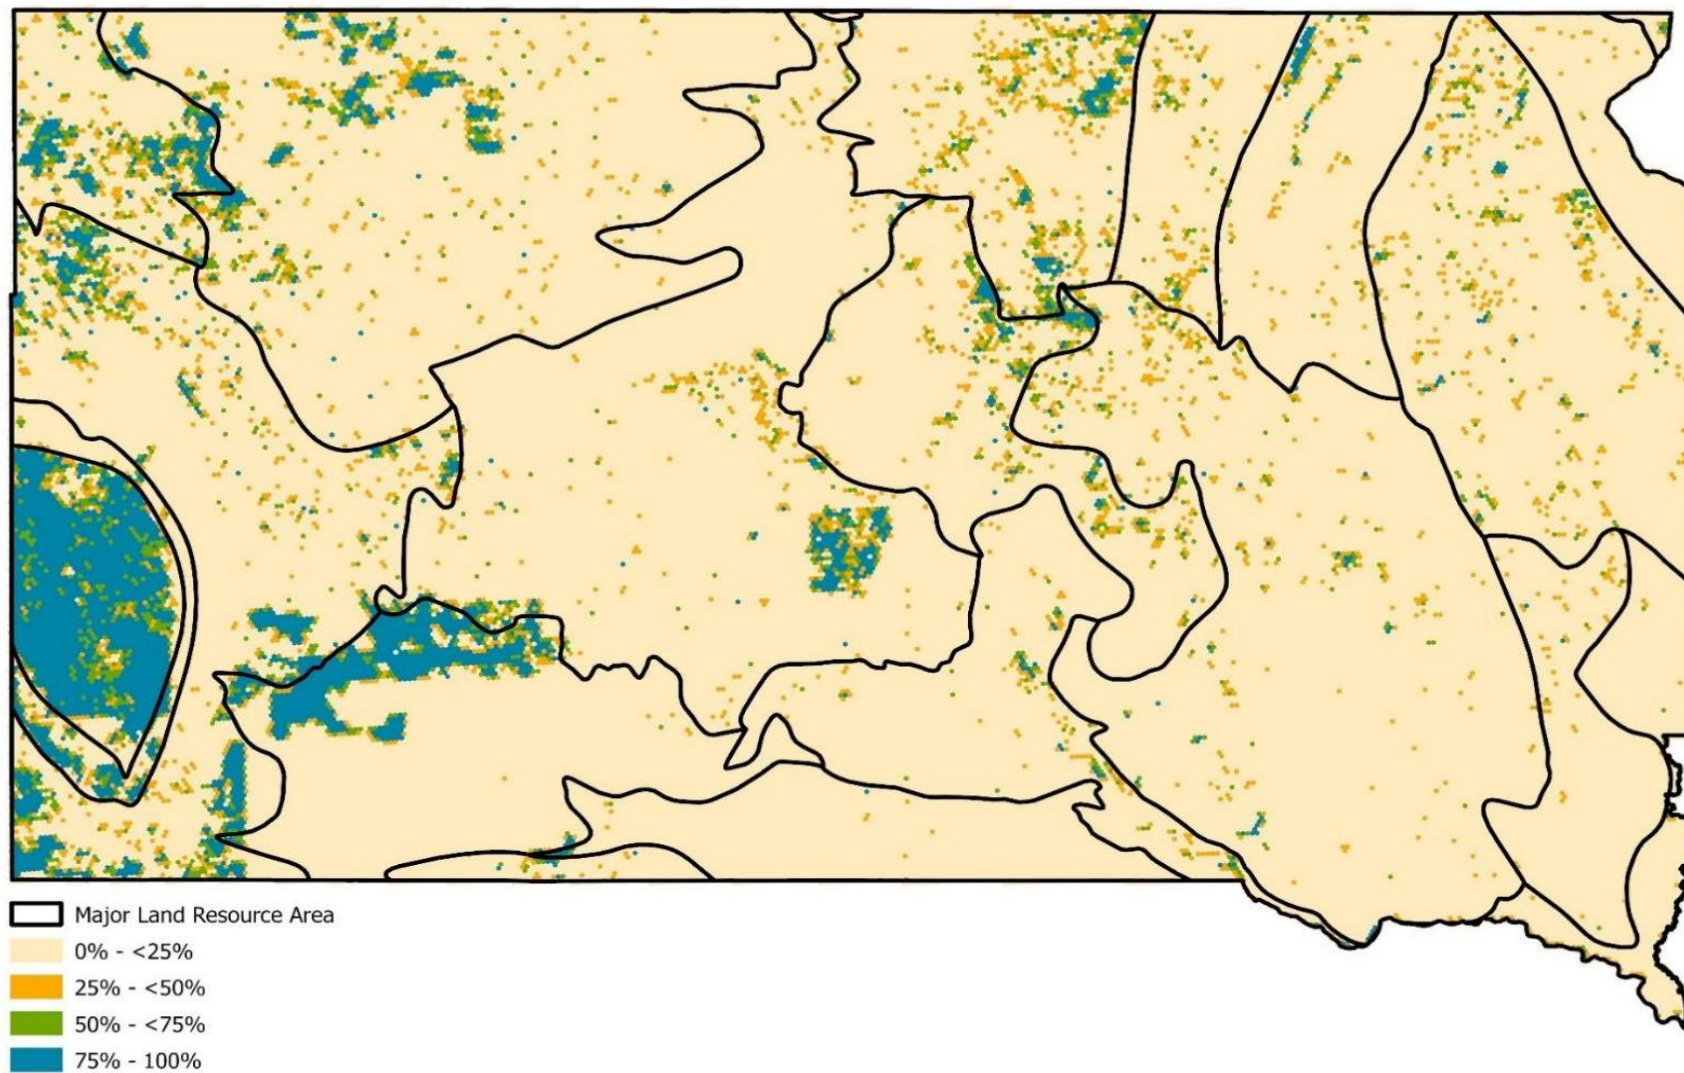 Major Land Resource Area
0% - <25%
25% - <50%
50% - <75%
75% - 100%